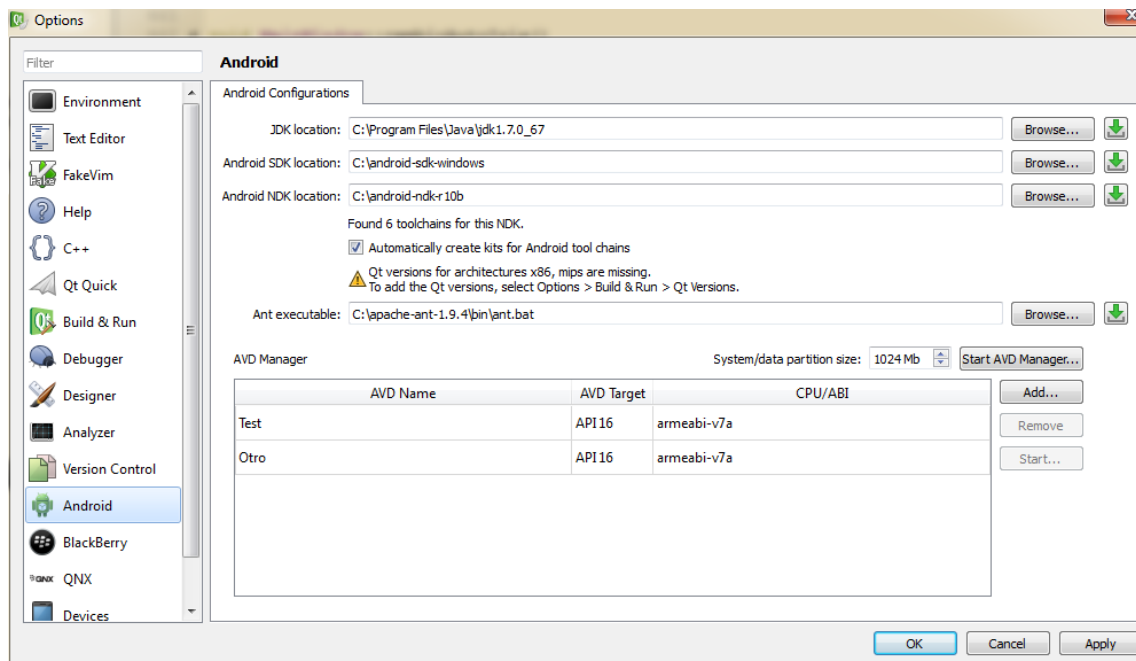 Options
Filter
Environment
Text Editor
FakeVim
Help
C++
Qt Quick
Build & Run
Debugger
Designer
Analyzer
Version Control
Android
BlackBerry
QNX
Devices
Android
Android Configurations
JDK location: C:\Program Files\Java\jdk1.7.0_67 Browse...
Android SDK location: C:\android-sdk-windows Browse...
Android NDK location: C:\android-ndk-r10b Browse...
Found 6 toolchains for this NDK.
Automatically create kits for Android tool chains
Qt versions for architectures x86, mips are missing.
To add the Qt versions, select Options > Build & Run > Qt Versions.
Ant executable: C:\apache-ant-1.9.4\bin\ant.bat Browse...
AVD Manager System/data partition size: 1024 Mb Start AVD Manager...
AVD Name AVD Target CPU/ABI Add...
Test API 16 armeabi-v7a Remove
Otro API 16 armeabi-v7a Start...
OK Cancel Apply